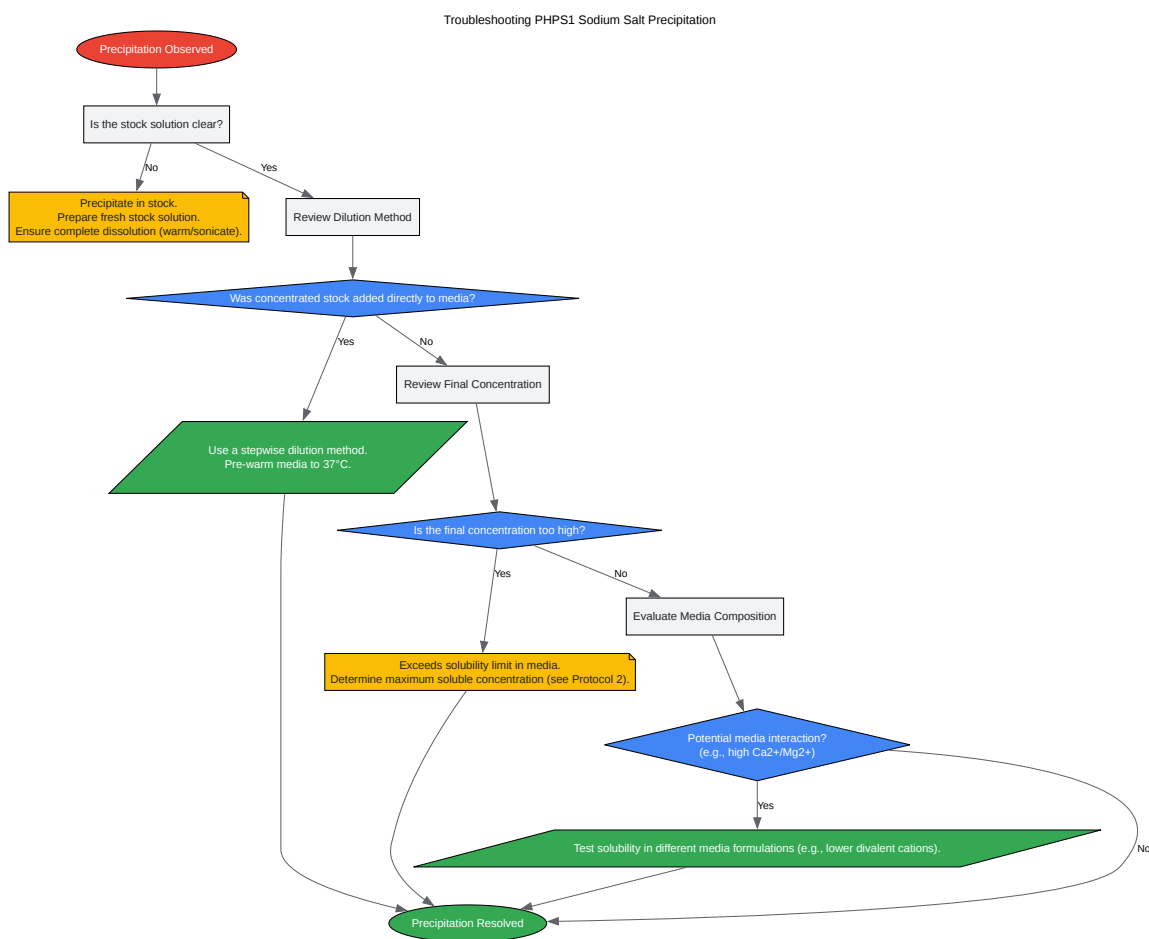 Troubleshooting PHPS1 Sodium Salt Precipitation
Precipitation Observed
Is the stock solution clear?
No
Yes
Precipitate in stock.
Prepare fresh stock solution.
Ensure complete dissolution (warm/sonicate).
Review Dilution Method
Was concentrated stock added directly to media?
Yes
No
Review Final Concentration
Use a stepwise dilution method.
Pre-warm media to 37°C.
Is the final concentration too high?
Yes
No
Evaluate Media Composition
Exceeds solubility limit in media.
Determine maximum soluble concentration (see Protocol 2).
Potential media interaction?
(e.g., high Ca2+/Mg2+)
Yes
No
Test solubility in different media formulations (e.g., lower divalent cations).
Precipitation Resolved